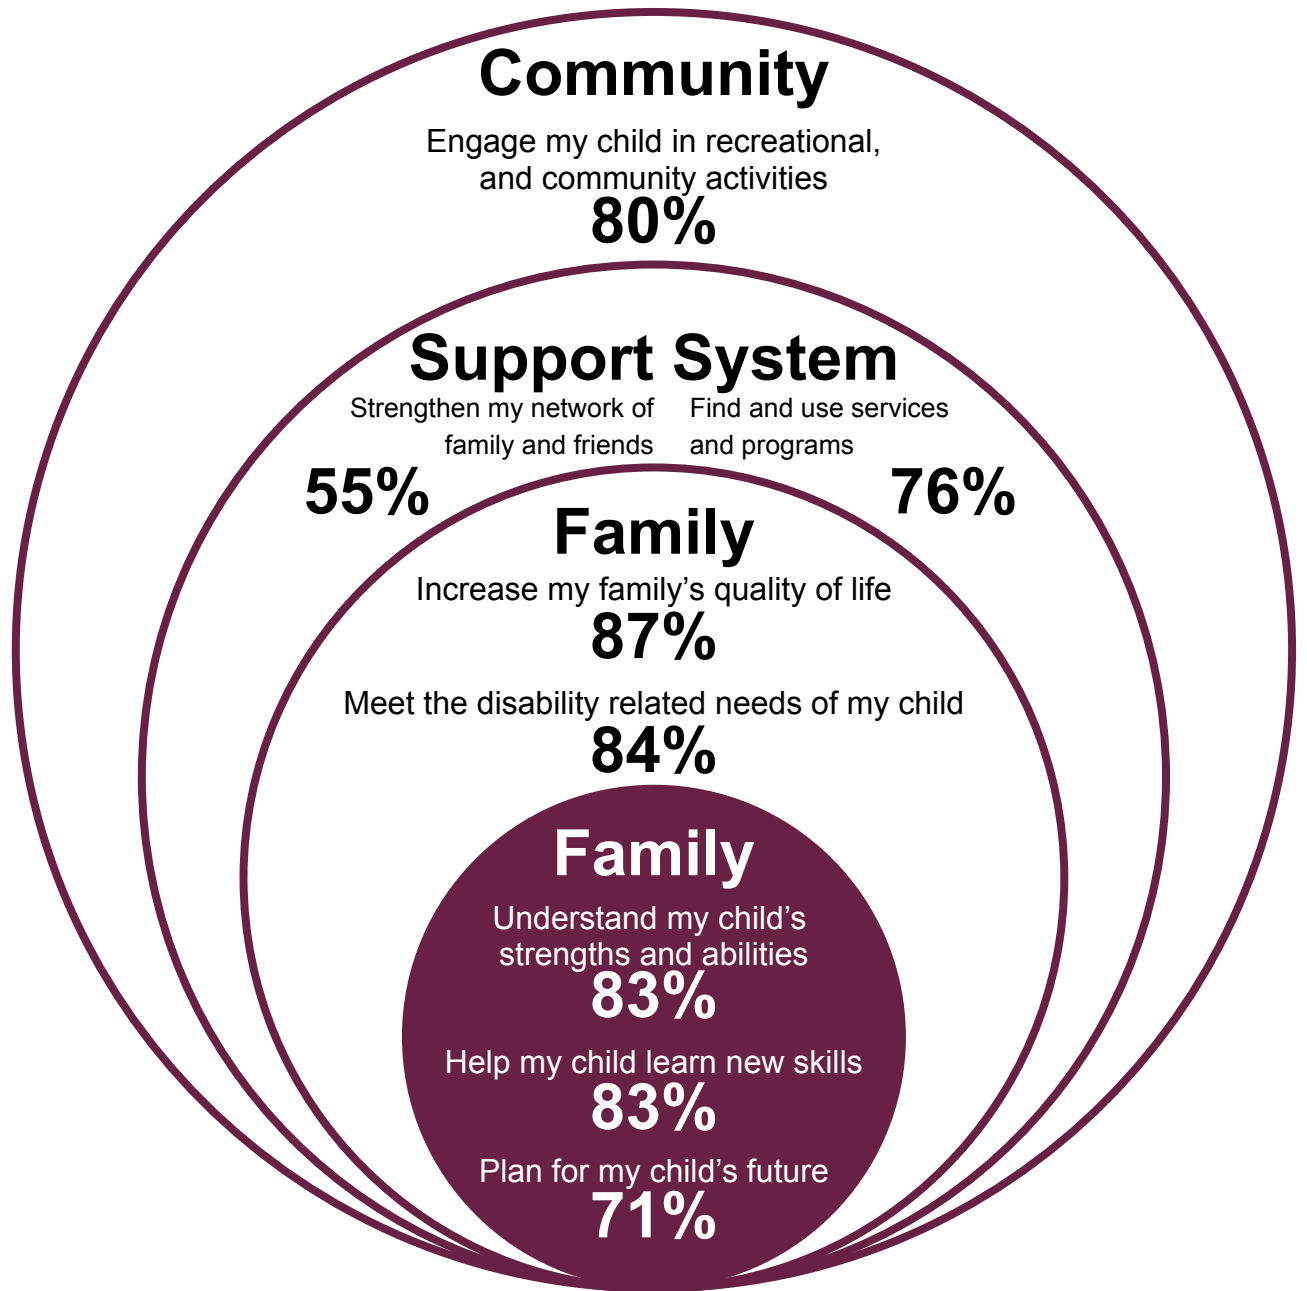 Community
Engage my child in recreational,
and community activities
80%
Support System
Strengthen my network of
family and friends
55%
Find and use services
and programs
76%
Family
Increase my family’s quality of life
87%
Meet the disability related needs of my child
84%
Family
Understand my child’s
strengths and abilities
83%
Help my child learn new skills
83%
Plan for my child’s future
71%